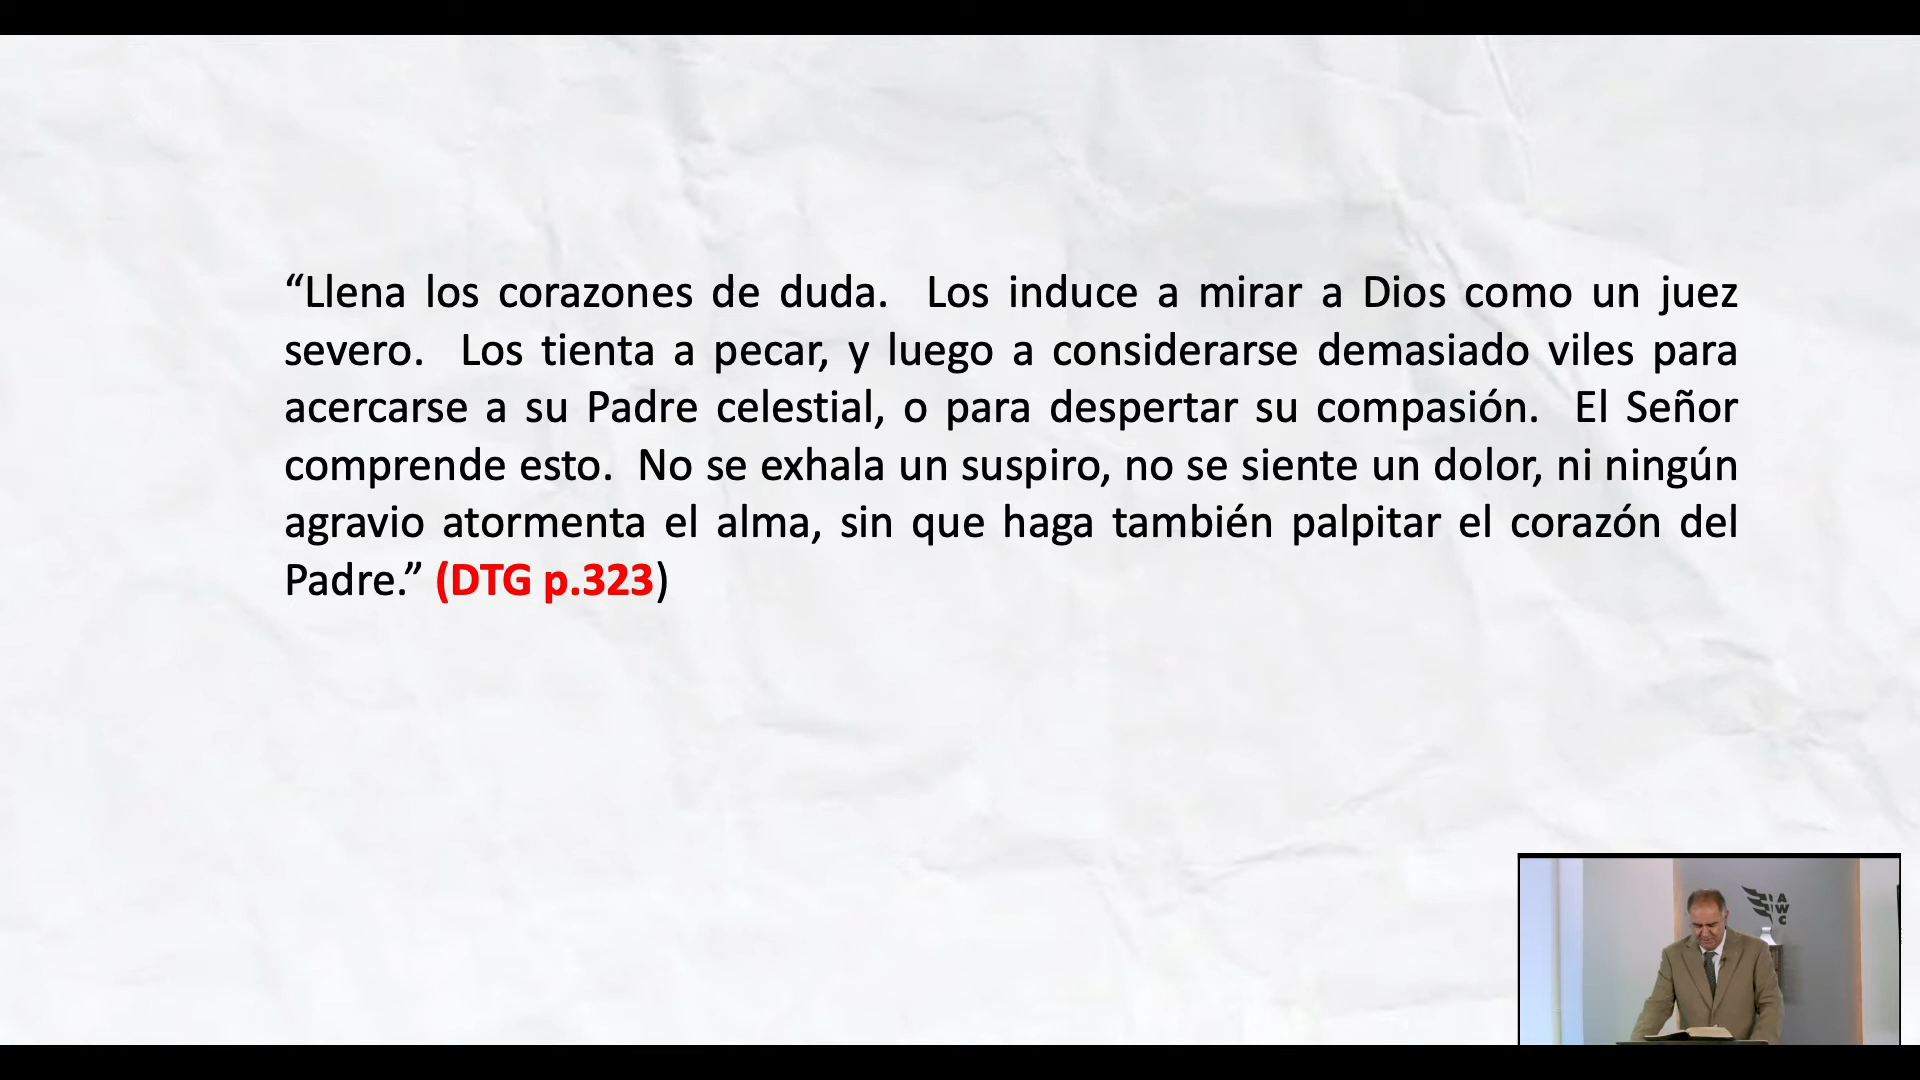 “Llena los corazones de duda.  Los induce a mirar a Dios como un juez
severo.  Los tienta a pecar, y luego a considerarse demasiado viles para
acercarse a su Padre celestial, o para despertar su compasión.  El Señor
comprende esto.  No se exhala un suspiro, no se siente un dolor, ni ningún
agravio atormenta el alma, sin que haga también palpitar el corazón del
Padre.” (DTG p.323)
A
W
C